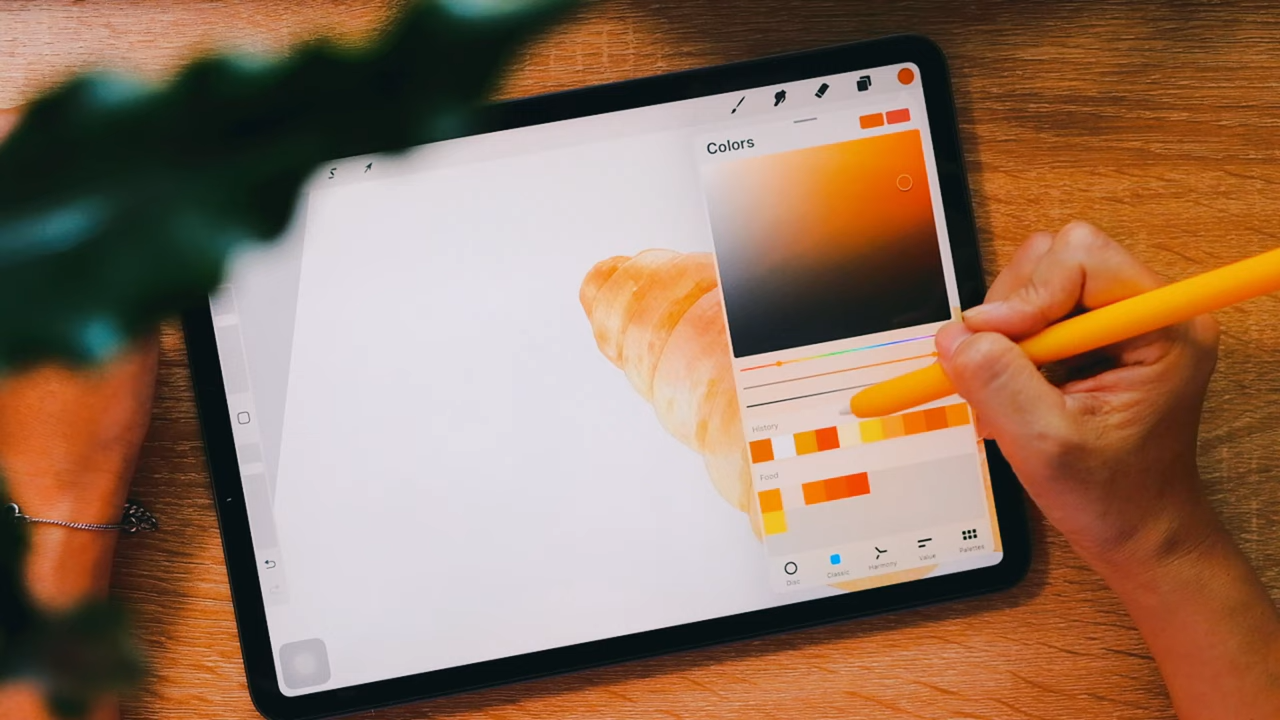 Colors
History
Food
Disc
Classic
Harmony
Value
Palettes